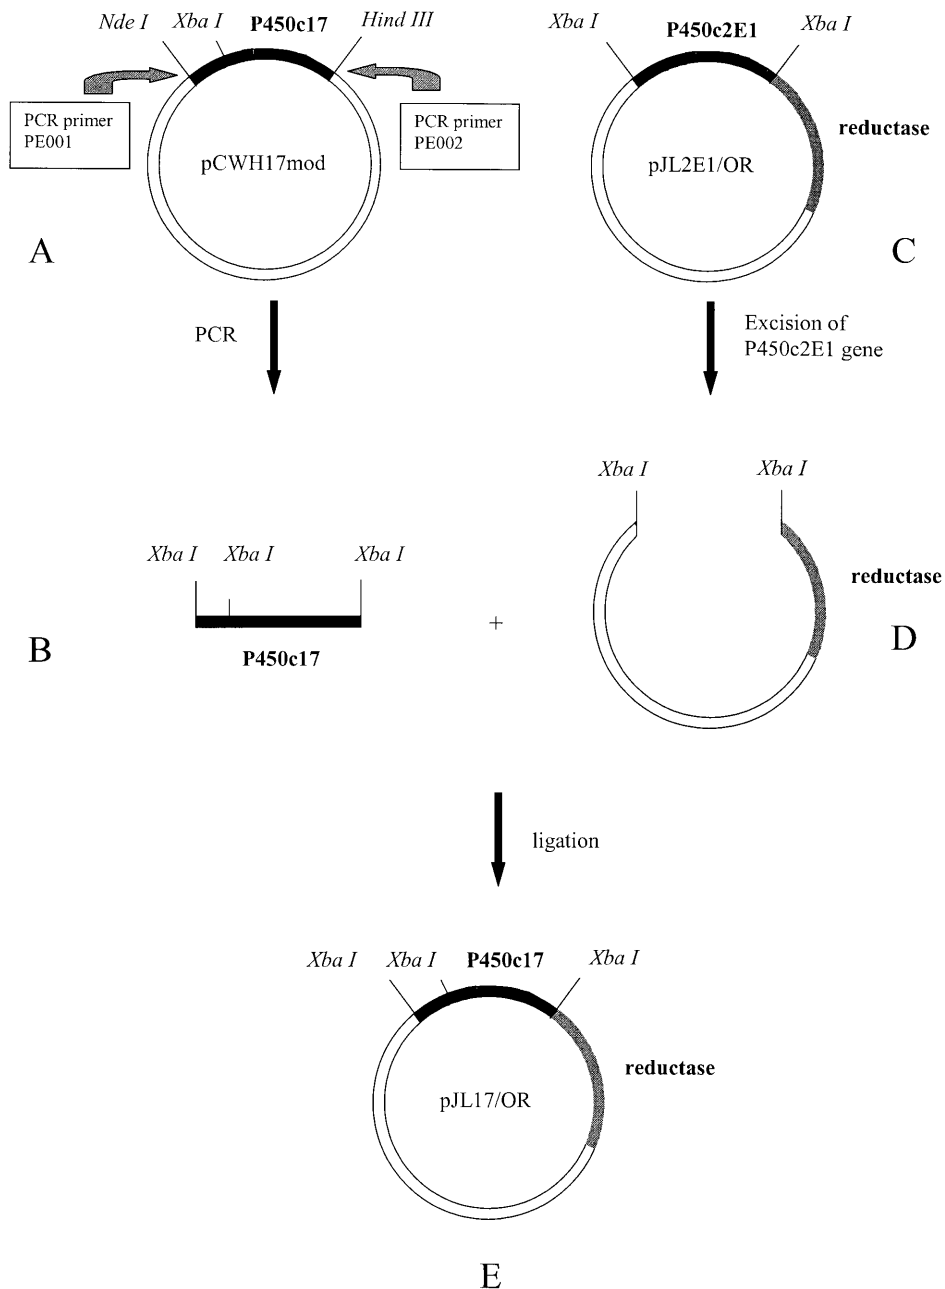 Nde I Xba I P450c17 Hind III
PCR primer
PE001
PCR primer
PE002
pCWH17mod
A
PCR
Xba I P450c2E1 Xba I
reductase
pJL2E1/OR
C
Excision of
P450c2E1 gene
Xba I Xba I Xba I
P450c17
B
+
Xba I Xba I
reductase
D
ligation
Xba I Xba I P450c17 Xba I
reductase
pJL17/OR
E